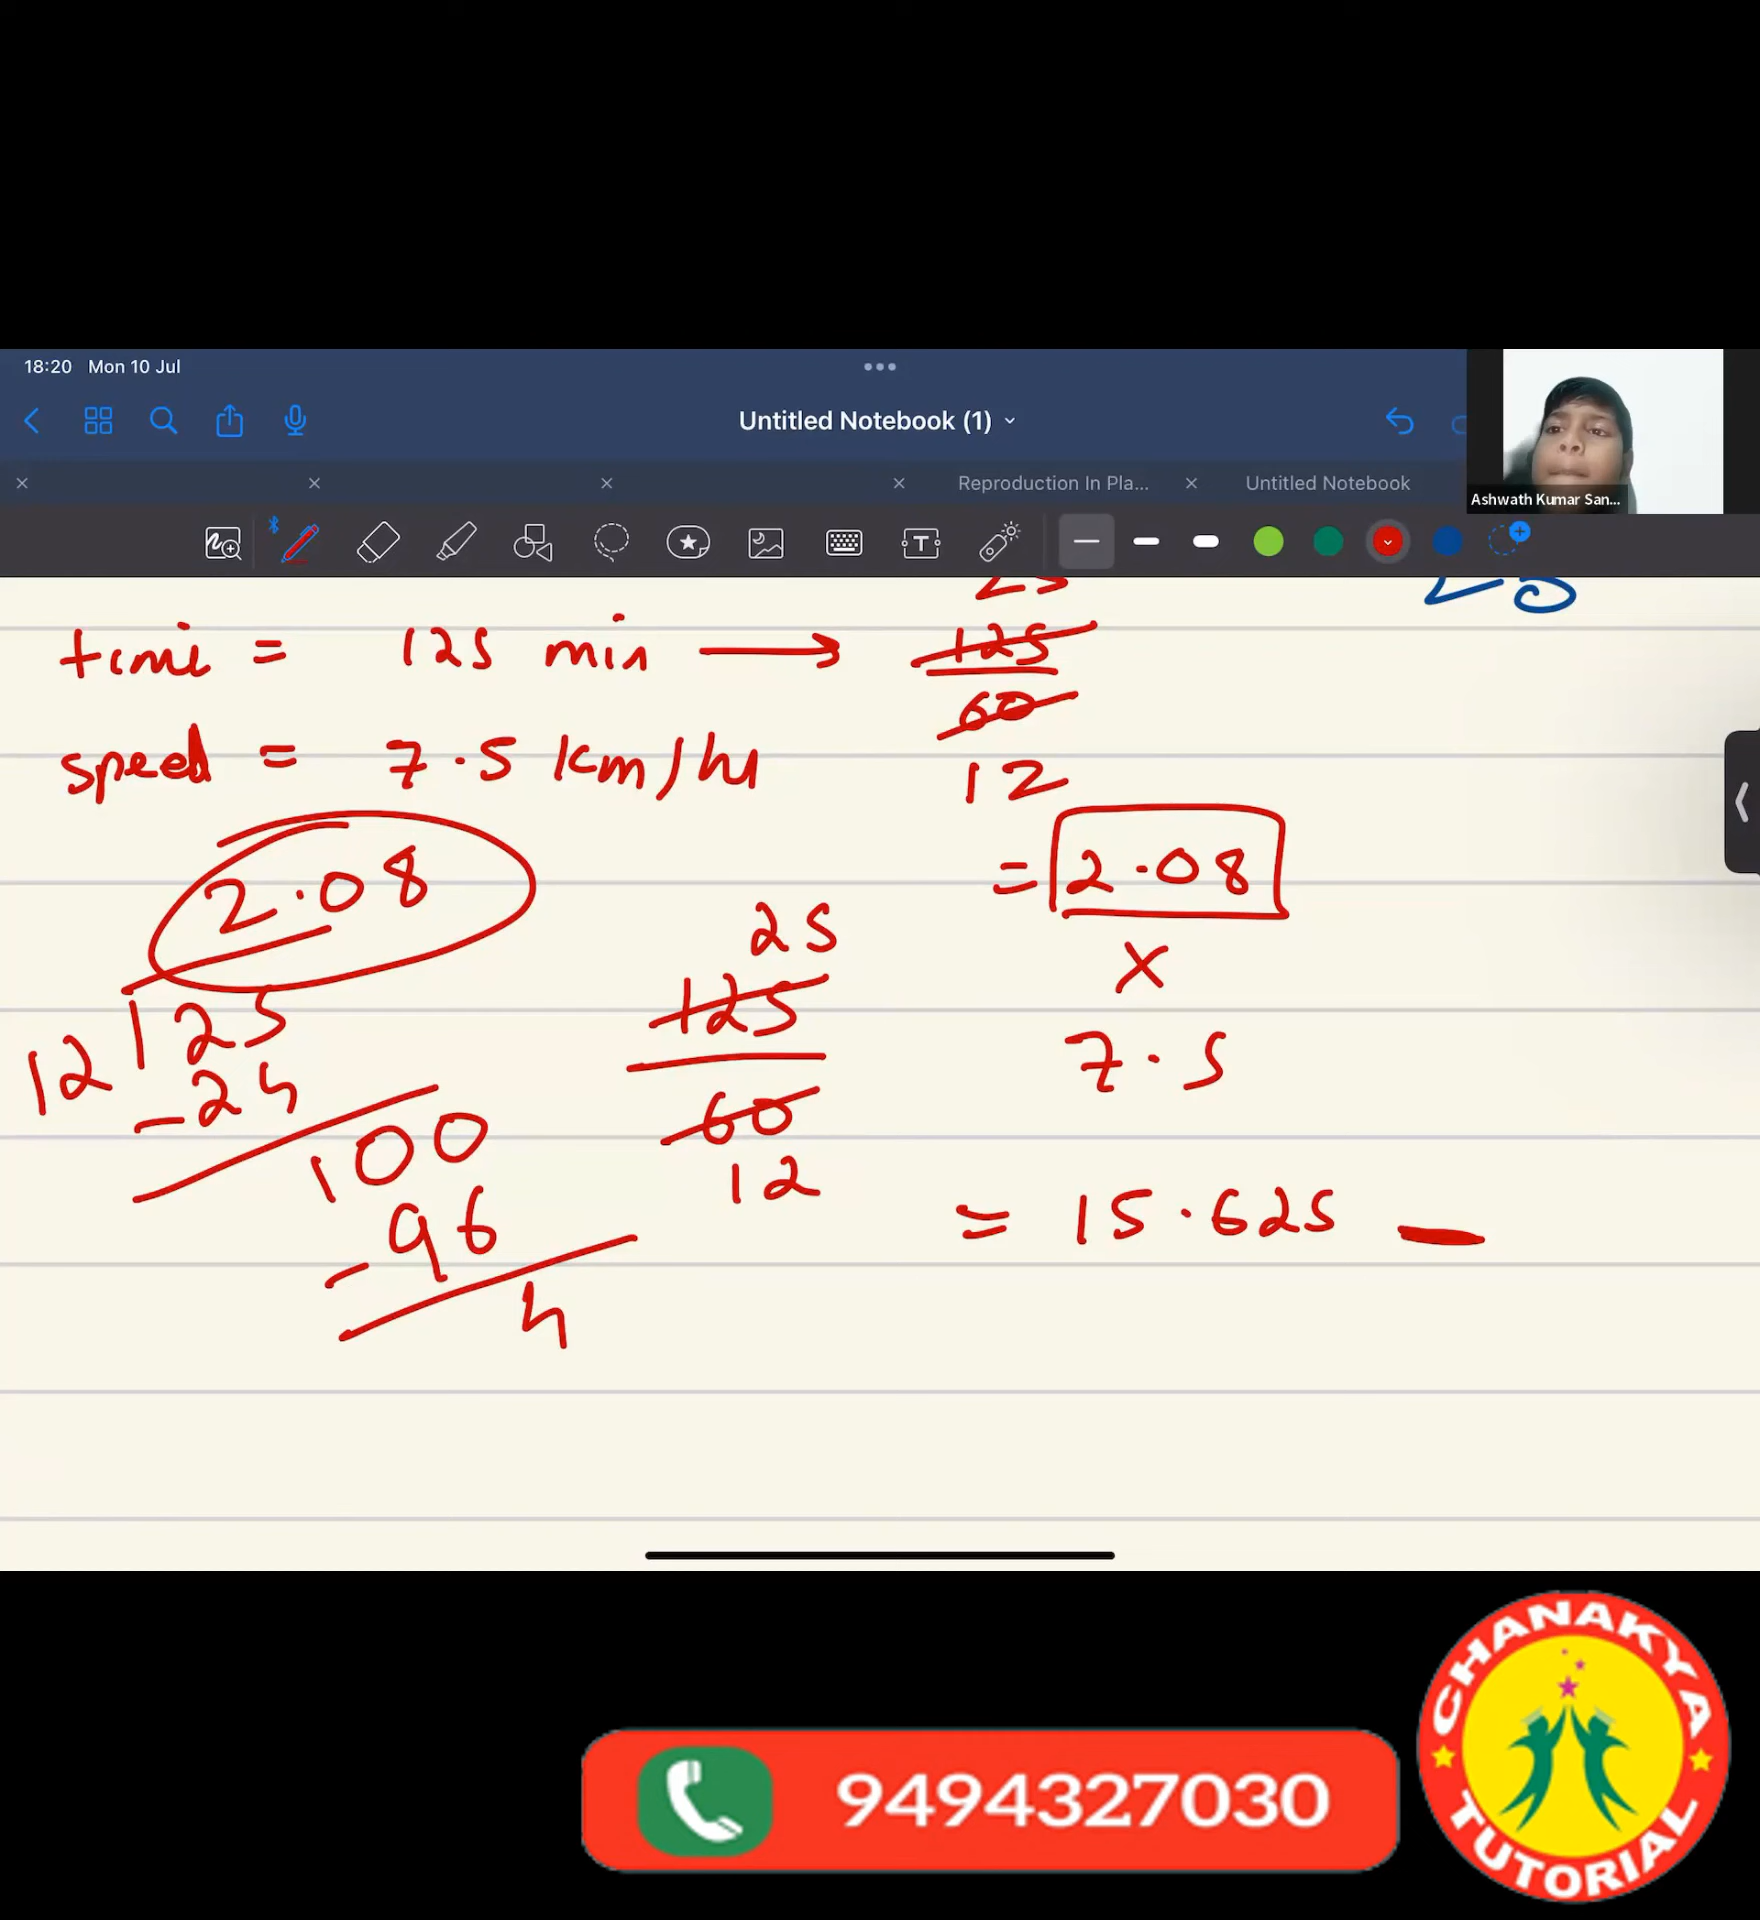 18:20 Mon 10 Jul
Untitled Notebook (1)
Reproduction In Pla...
Untitled Notebook
Ashwath Kumar San...
T
25
time = 125 min → 125
60
12
speed = 7.5 km/hr
= 2.08
x
7.5
= 15.625
2.08
12 25
-24
100
-96
4
25
125
60
12
9494327030
CHANAKYA
TUTORIAL